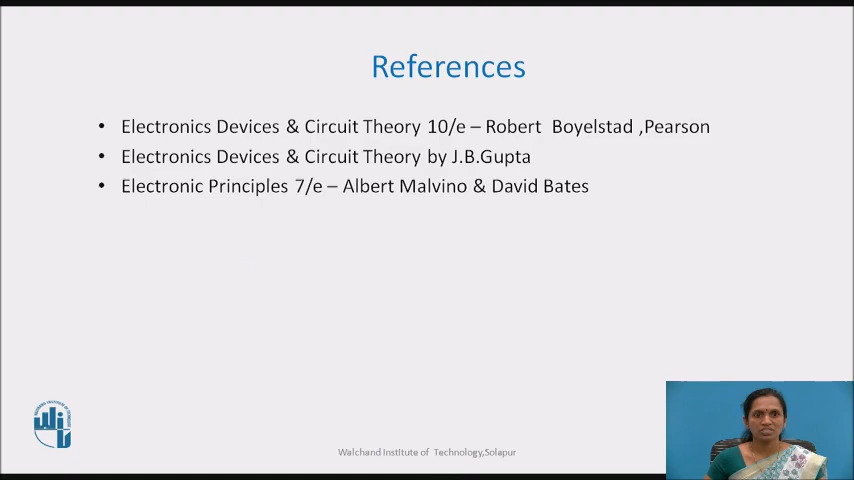 References
• Electronics Devices & Circuit Theory 10/e – Robert Boyelstad ,Pearson
• Electronics Devices & Circuit Theory by J.B.Gupta
• Electronic Principles 7/e – Albert Malvino & David Bates
Walchand Institute of Technology,Solapur